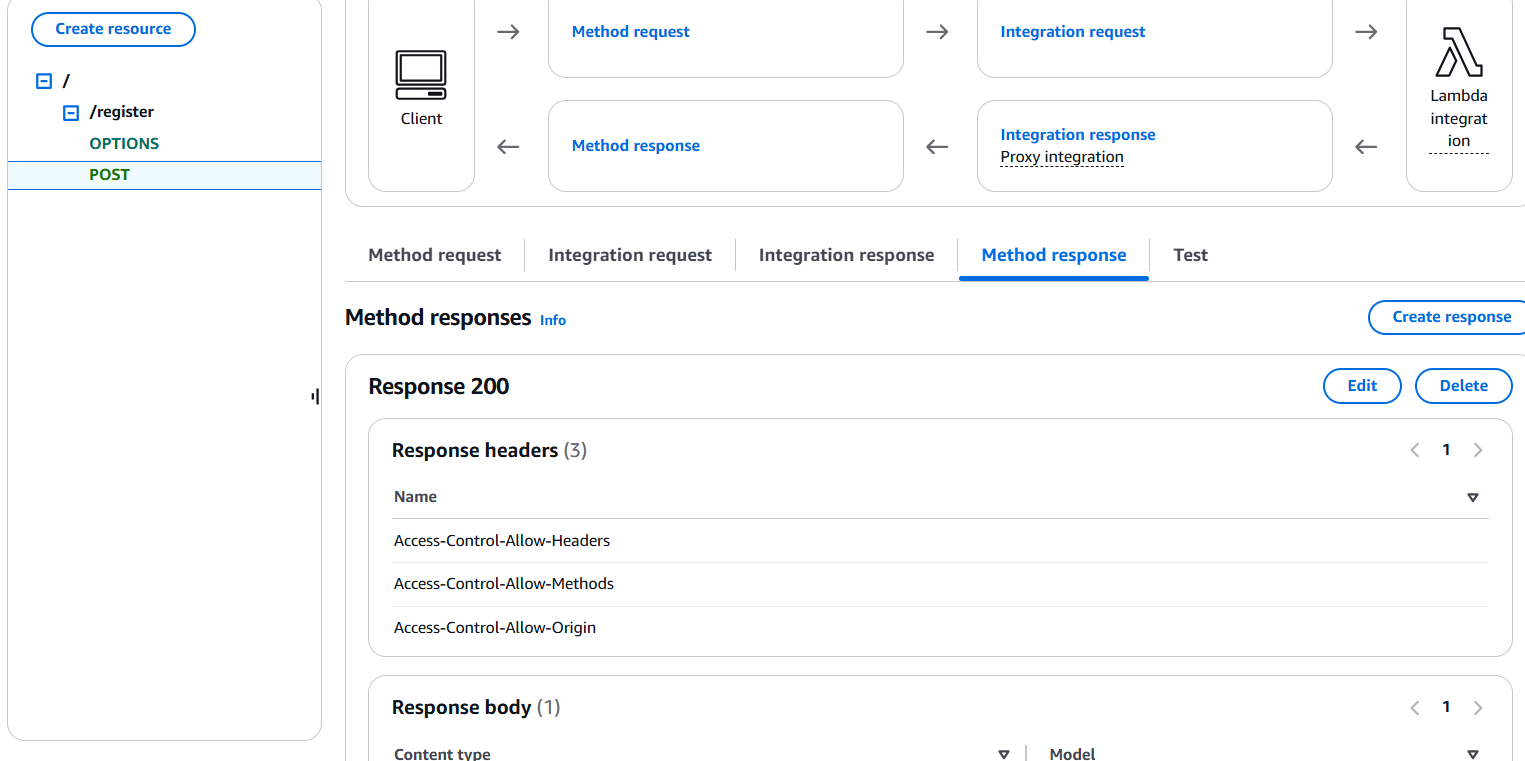 Create resource
/
/register
OPTIONS
POST
Client
Method request
Integration request
Method response
Integration response
Proxy integration
Lambda
integrat
ion
Method request
Integration request
Integration response
Method response
Test
Method responses Info
Create response
Response 200
Edit
Delete
Response headers (3)
1
Name
Access-Control-Allow-Headers
Access-Control-Allow-Methods
Access-Control-Allow-Origin
Response body (1)
1
Content type
Model